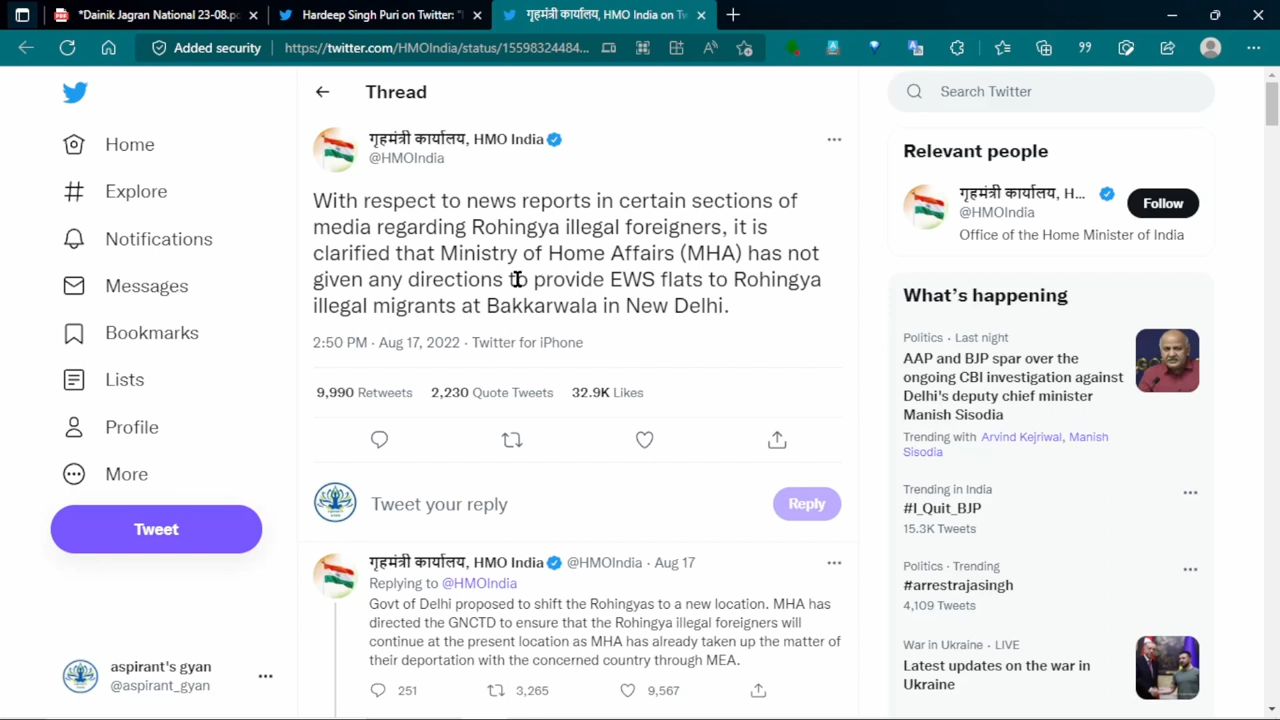 *Dainik Jagran National 23-08.pd
Hardeep Singh Puri on Twitter: "I
गृहमंत्री कार्यालय, HMO India on Tw
Added security
https://twitter.com/HMOIndia/status/15598324484...
Thread
Search Twitter
Home
Explore
Notifications
Messages
Bookmarks
Lists
Profile
More
Tweet
aspirant's gyan
@aspirant_gyan
गृहमंत्री कार्यालय, HMO India
@HMOIndia
With respect to news reports in certain sections of
media regarding Rohingya illegal foreigners, it is
clarified that Ministry of Home Affairs (MHA) has not
given any directions to provide EWS flats to Rohingya
illegal migrants at Bakkarwala in New Delhi.
2:50 PM · Aug 17, 2022 · Twitter for iPhone
9,990 Retweets 2,230 Quote Tweets 32.9K Likes
Tweet your reply
Reply
गृहमंत्री कार्यालय, HMO India @HMOIndia · Aug 17
Replying to @HMOIndia
Govt of Delhi proposed to shift the Rohingyas to a new location. MHA has
directed the GNCTD to ensure that the Rohingya illegal foreigners will
continue at the present location as MHA has already taken up the matter of
their deportation with the concerned country through MEA.
251 3,265 9,567
Relevant people
गृहमंत्री कार्यालय, H...
@HMOIndia
Follow
Office of the Home Minister of India
What's happening
Politics · Last night
AAP and BJP spar over the
ongoing CBI investigation against
Delhi's deputy chief minister
Manish Sisodia
Trending with Arvind Kejriwal, Manish
Sisodia
Trending in India
#I_Quit_BJP
15.3K Tweets
Politics · Trending
#arrestrajasingh
4,109 Tweets
War in Ukraine · LIVE
Latest updates on the war in
Ukraine